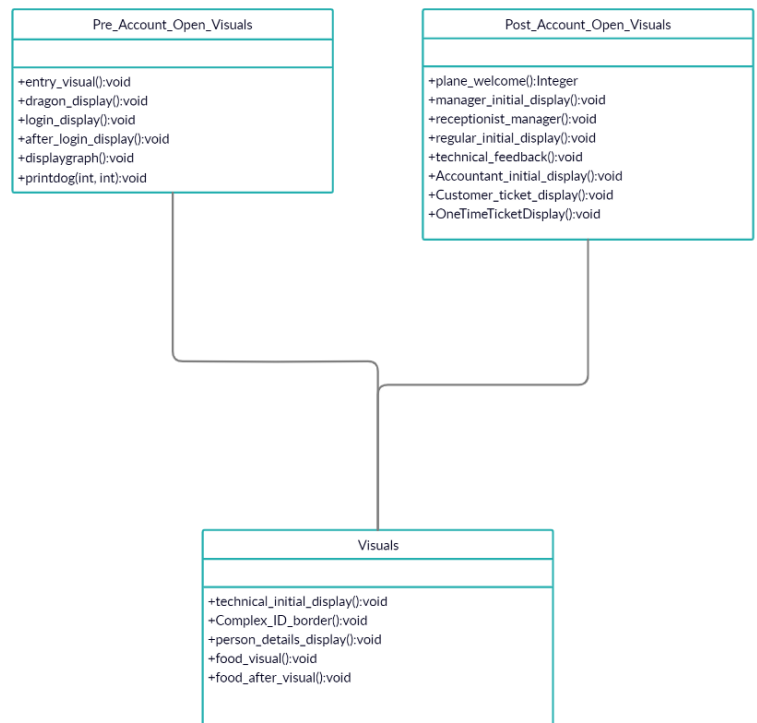 Pre_Account_Open_Visuals
+entry_visual():void
+dragon_display():void
+login_display():void
+after_login_display():void
+displaygraph():void
+printdog(int, int):void
Post_Account_Open_Visuals
+plane_welcome():Integer
+manager_initial_display():void
+receptionist_manager():void
+regular_initial_display():void
+technical_feedback():void
+Accountant_initial_display():void
+Customer_ticket_display():void
+OneTimeTicketDisplay():void
Visuals
+technical_initial_display():void
+Complex_ID_border():void
+person_details_display():void
+food_visual():void
+food_after_visual():void